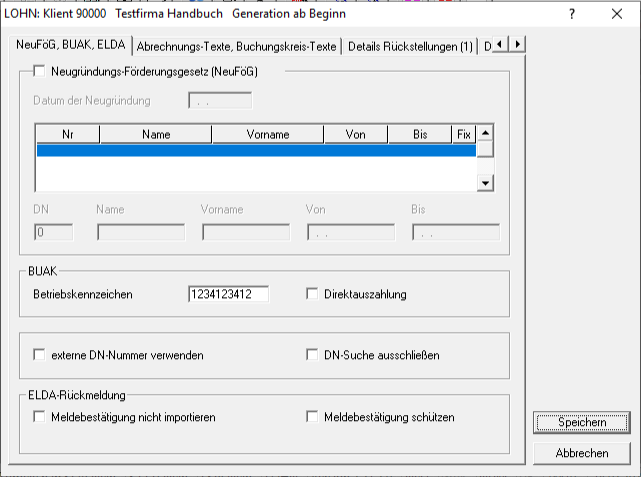 LOHN: Klient 90000 Testfirma Handbuch Generation ab Beginn
NeuFöG, BUAK, ELDA Abrechnungs-Texte, Buchungskreis-Texte Details Rückstellungen (1) D
Neugründungs-Förderungsgesetz (NeuFöG)
Datum der Neugründung . .
Nr Name Vorname Von Bis Fix
DN Name Vorname Von Bis
0 . . . .
BUAK
Betriebskennzeichen 1234123412 Direktauszahlung
externe DN-Nummer verwenden DN-Suche ausschließen
ELDA-Rückmeldung
Meldebestätigung nicht importieren Meldebestätigung schützen
Speichern
Abbrechen